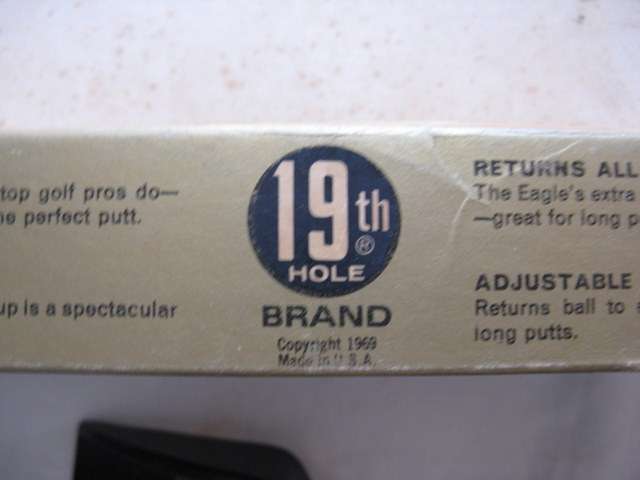 top golf pros do—
perfect putt.
up is a spectacular
19th®
HOLE
BRAND
Copyright 1969
Made in U.S.A.
RETURNS ALL
The Eagle's extra
—great for long
ADJUSTABLE
Returns ball to
long putts.